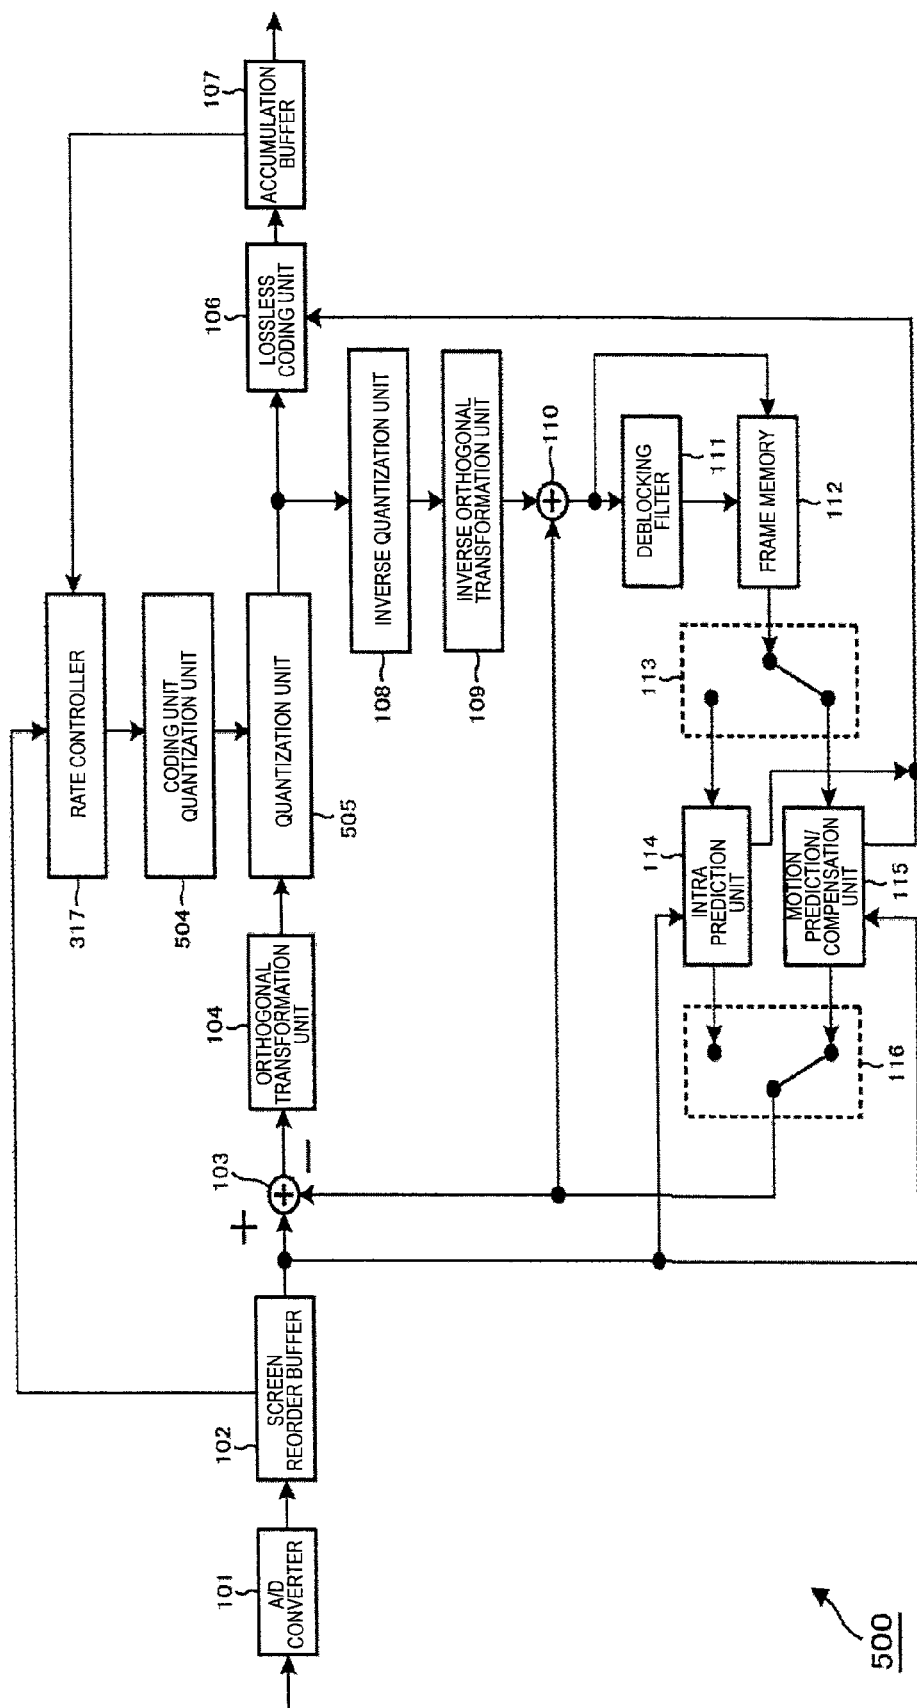 101
A/D
CONVERTER
102
SCREEN
REORDER BUFFER
+
103
−
104
ORTHOGONAL
TRANSFORMATION
UNIT
317
RATE CONTROLLER
504
CODING UNIT
QUANTIZATION UNIT
QUANTIZATION UNIT
505
106
LOSSLESS
CODING UNIT
107
ACCUMULATION
BUFFER
108
INVERSE QUANTIZATION UNIT
109
INVERSE ORTHOGONAL
TRANSFORMATION UNIT
110
DEBLOCKING
FILTER
111
FRAME MEMORY
112
113
114
INTRA
PREDICTION
UNIT
MOTION
PREDICTION/
COMPENSATION
UNIT
115
116
500